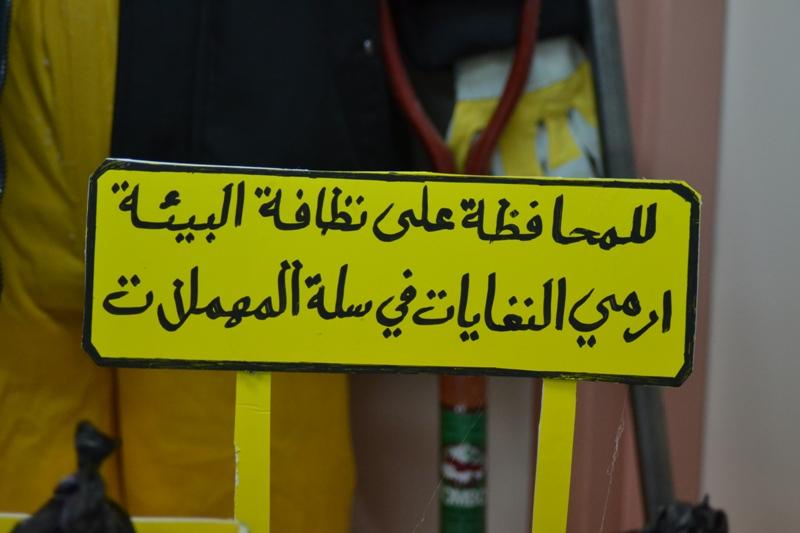 للمحافظة على نظافة البيئة
ارمي النفايات في سلة المهملات